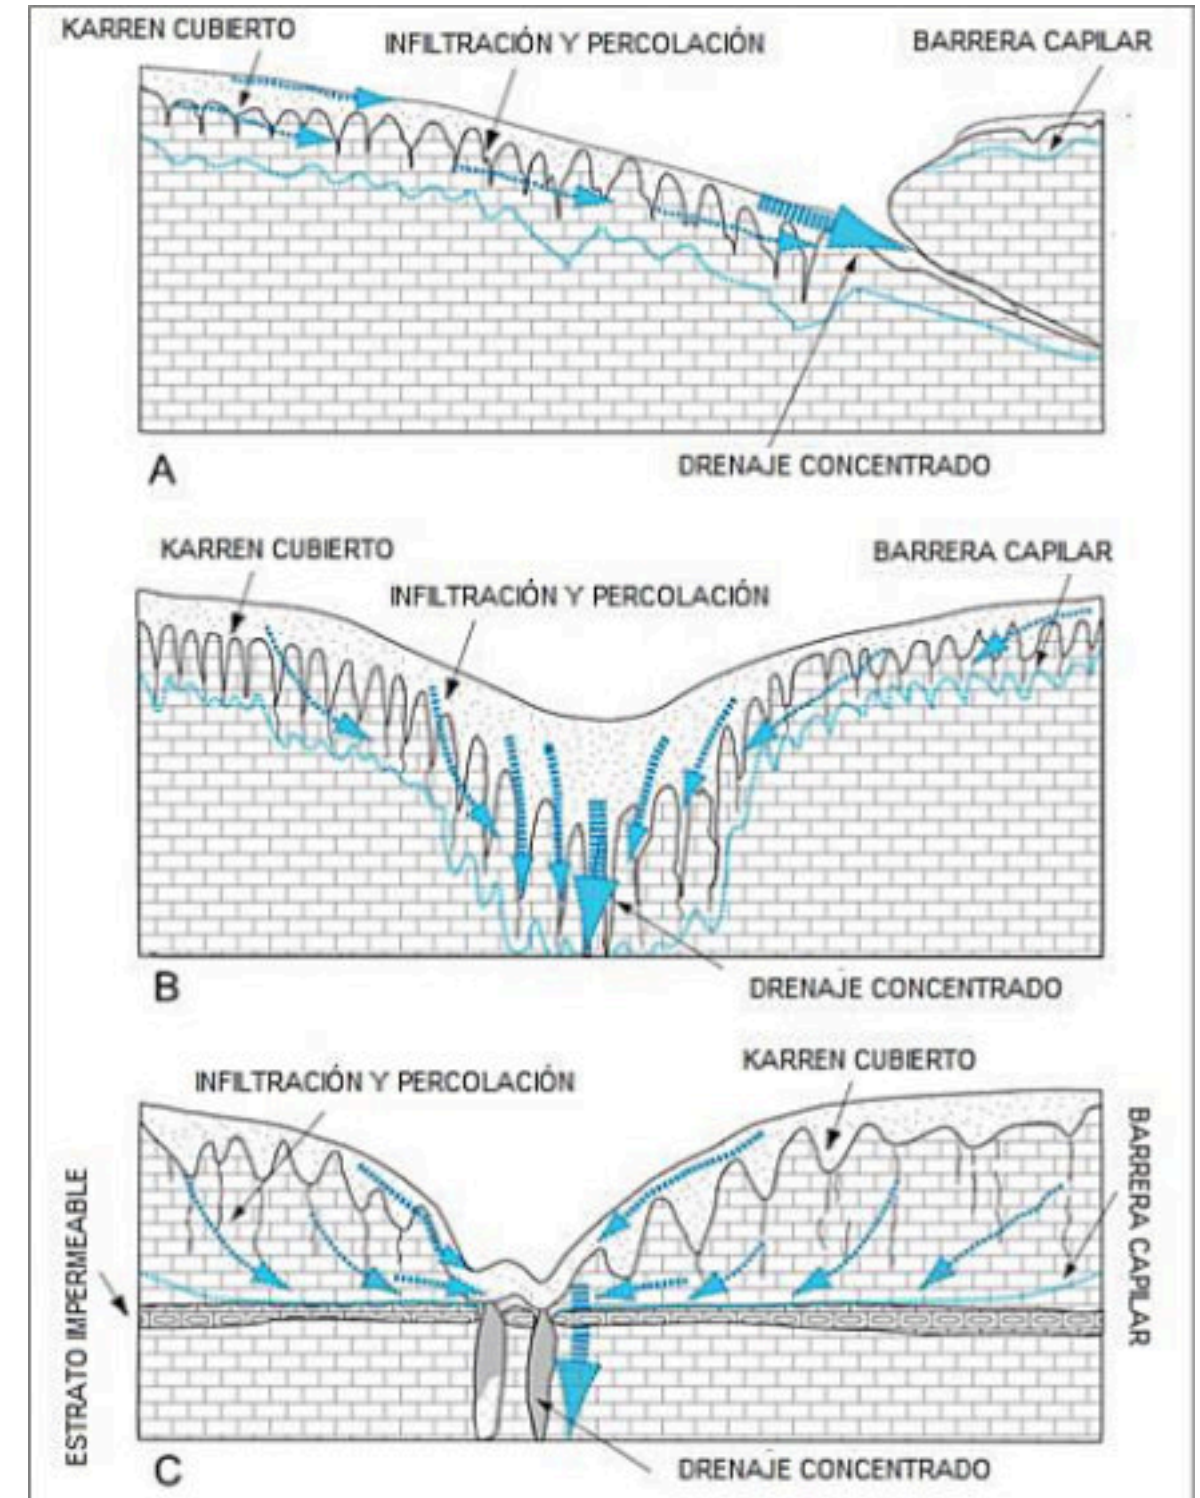 KARREN CUBIERTO
INFILTRACIÓN Y PERCOLACIÓN
BARRERA CAPILAR
DRENAJE CONCENTRADO
A
KARREN CUBIERTO
INFILTRACIÓN Y PERCOLACIÓN
BARRERA CAPILAR
DRENAJE CONCENTRADO
B
INFILTRACIÓN Y PERCOLACIÓN
KARREN CUBIERTO
BARRERA CAPILAR
ESTRATO IMPERMEABLE
DRENAJE CONCENTRADO
C